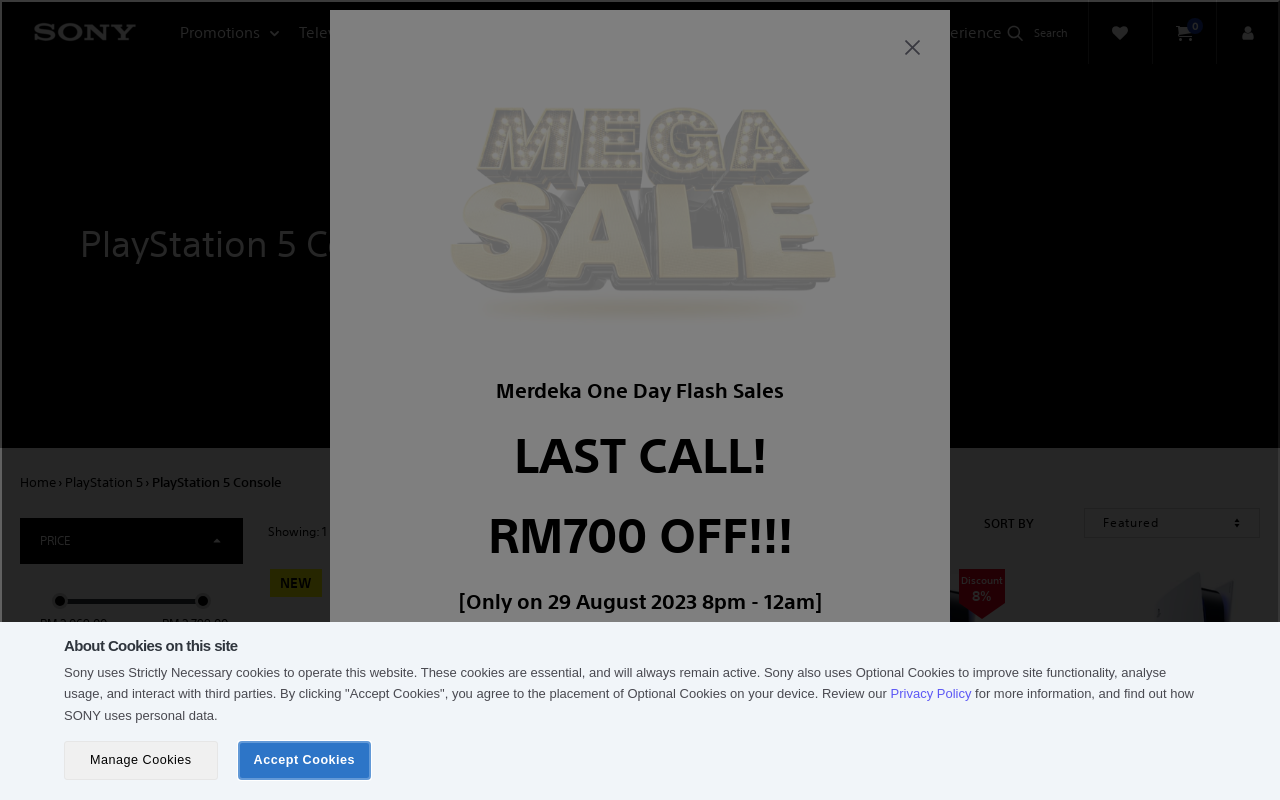 SONY
Promotions
Search
0
MEGA
SALE
PlayStation 5
Merdeka One Day Flash Sales
LAST CALL!
RM700 OFF!!!
[Only on 29 August 2023 8pm - 12am]
Home › PlayStation 5 › PlayStation 5 Console
PRICE
Showing: 1
SORT BY
Featured
NEW
Discount
8%
About Cookies on this site
Sony uses Strictly Necessary cookies to operate this website. These cookies are essential, and will always remain active. Sony also uses Optional Cookies to improve site functionality, analyse
usage, and interact with third parties. By clicking "Accept Cookies", you agree to the placement of Optional Cookies on your device. Review our Privacy Policy for more information, and find out how
SONY uses personal data.
Manage Cookies
Accept Cookies